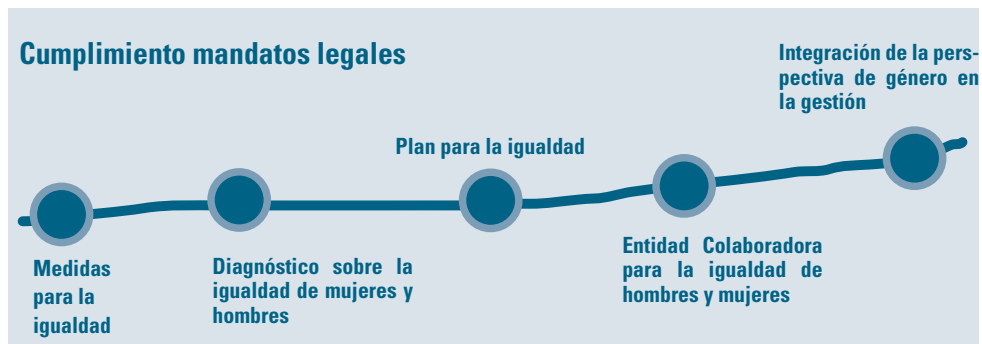 Cumplimiento mandatos legales
Integración de la pers-
pectiva de género en
la gestión
Plan para la igualdad
Medidas
para la
igualdad
Diagnóstico sobre la
igualdad de mujeres y
hombres
Entidad Colaboradora
para la igualdad de
hombres y mujeres